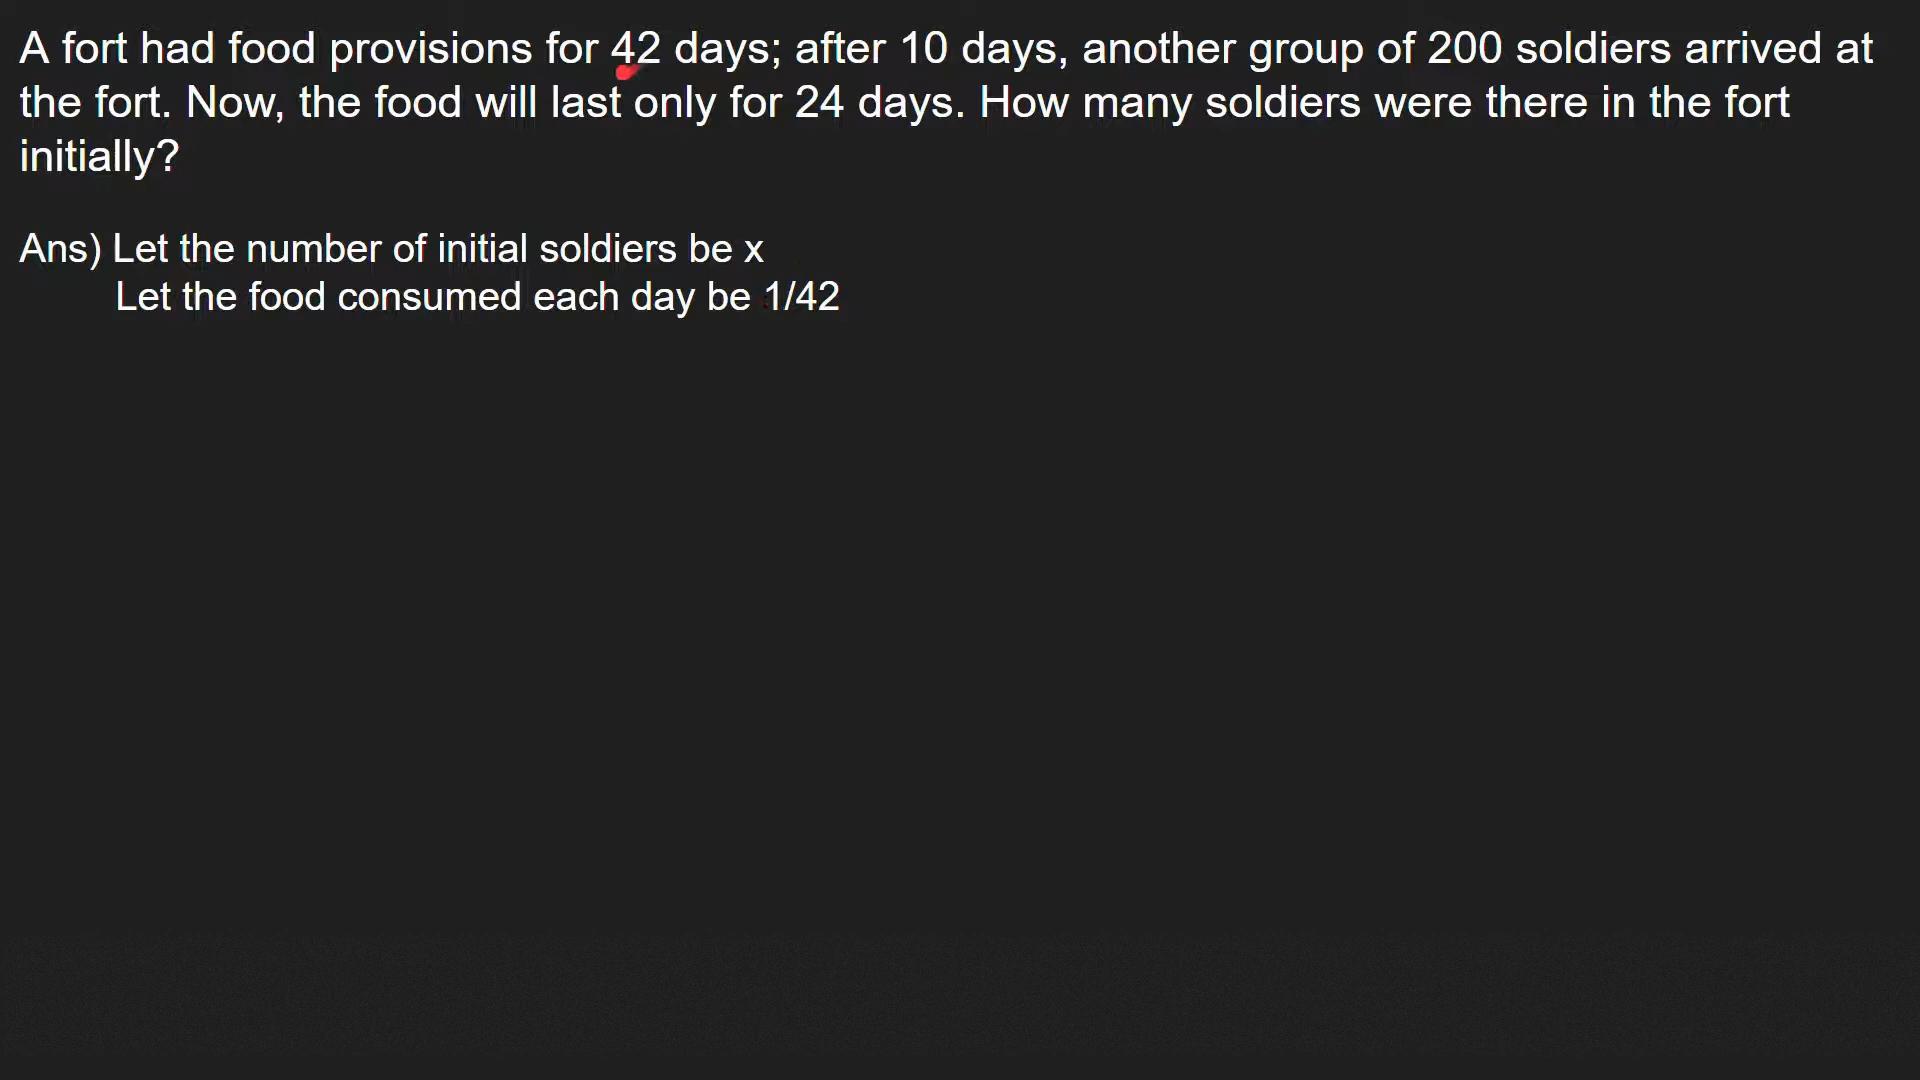 A fort had food provisions for 42 days; after 10 days, another group of 200 soldiers arrived at
the fort. Now, the food will last only for 24 days. How many soldiers were there in the fort
initially?
Ans) Let the number of initial soldiers be x
Let the food consumed each day be 1/42